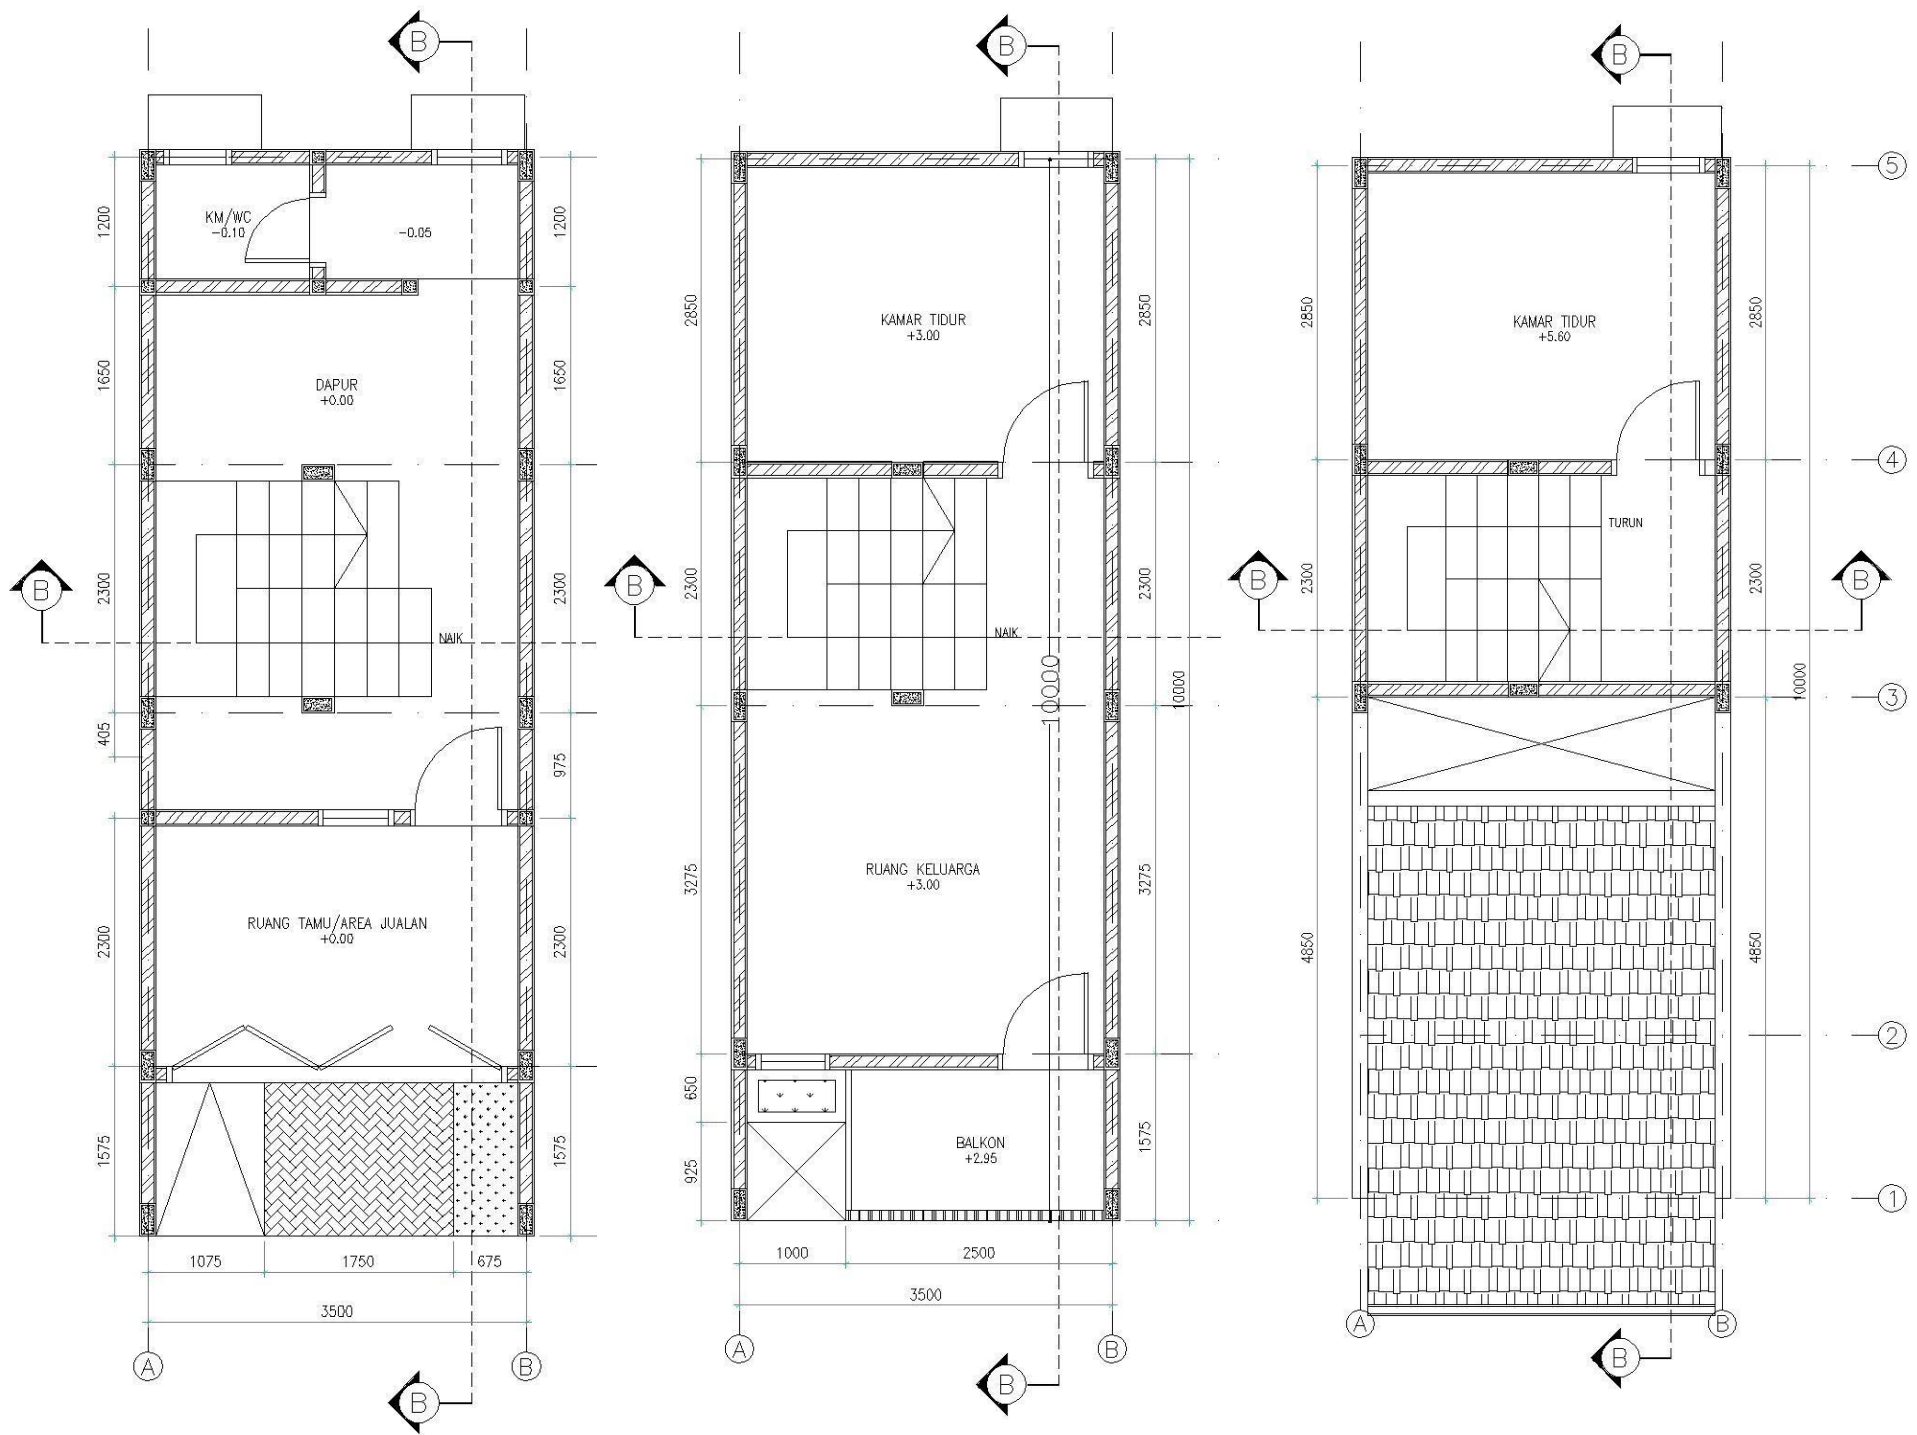 B
B
B
5
KM/WC
-0.10
-0.05
1200
1200
DAPUR
+0.00
1650
1650
B
NAIK
2300
2300
405
975
RUANG TAMU/AREA JUALAN
+0.00
2300
2300
1575
1575
1075
1750
675
3500
A
B
B
KAMAR TIDUR
+3.00
2850
2850
B
NAIK
2300
2300
10000
10000
RUANG KELUARGA
+3.00
3275
3275
650
925
BALKON
+2.95
1575
1000
2500
3500
A
B
B
KAMAR TIDUR
+5.60
2850
2850
4
TURUN
B
B
2300
2300
3
10000
4850
4850
2
1
A
B
B